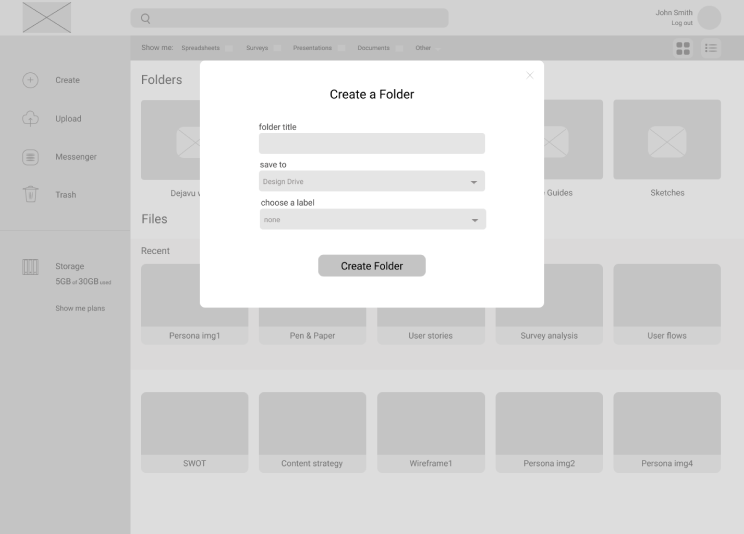 John Smith
Log out
Show me: Spreadsheets Surveys Presentations Documents Other
Create
Upload
Messenger
Trash
Storage
5GB of 30GB used
Show me plans
Folders
Create a Folder
folder title
save to
Design Drive
choose a label
none
Create Folder
Dejavu
Guides
Sketches
Files
Recent
Persona img1
Pen & Paper
User stories
Survey analysis
User flows
SWOT
Content strategy
Wireframe1
Persona img2
Persona img4